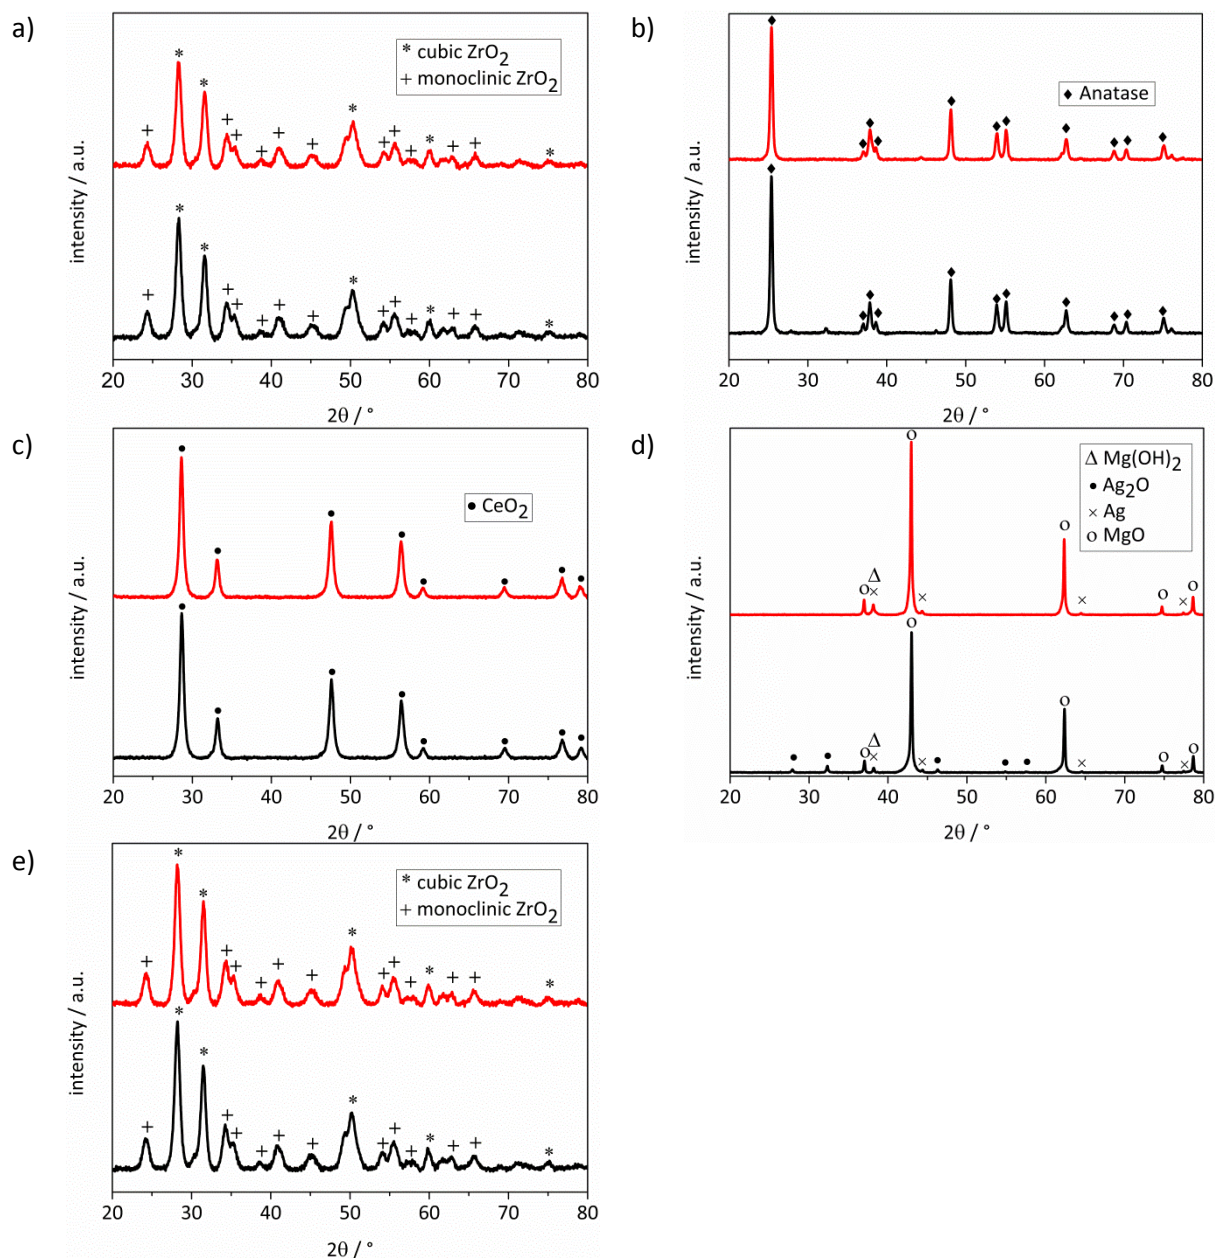 a)
* cubic ZrO2
+ monoclinic ZrO2
intensity / a.u.
20 30 40 50 60 70 80
2θ / °
b)
♦ Anatase
intensity / a.u.
20 30 40 50 60 70 80
2θ / °
c)
● CeO2
intensity / a.u.
20 30 40 50 60 70 80
2θ / °
d)
Δ Mg(OH)2
● Ag2O
× Ag
o MgO
intensity / a.u.
20 30 40 50 60 70 80
2θ / °
e)
* cubic ZrO2
+ monoclinic ZrO2
intensity / a.u.
20 30 40 50 60 70 80
2θ / °